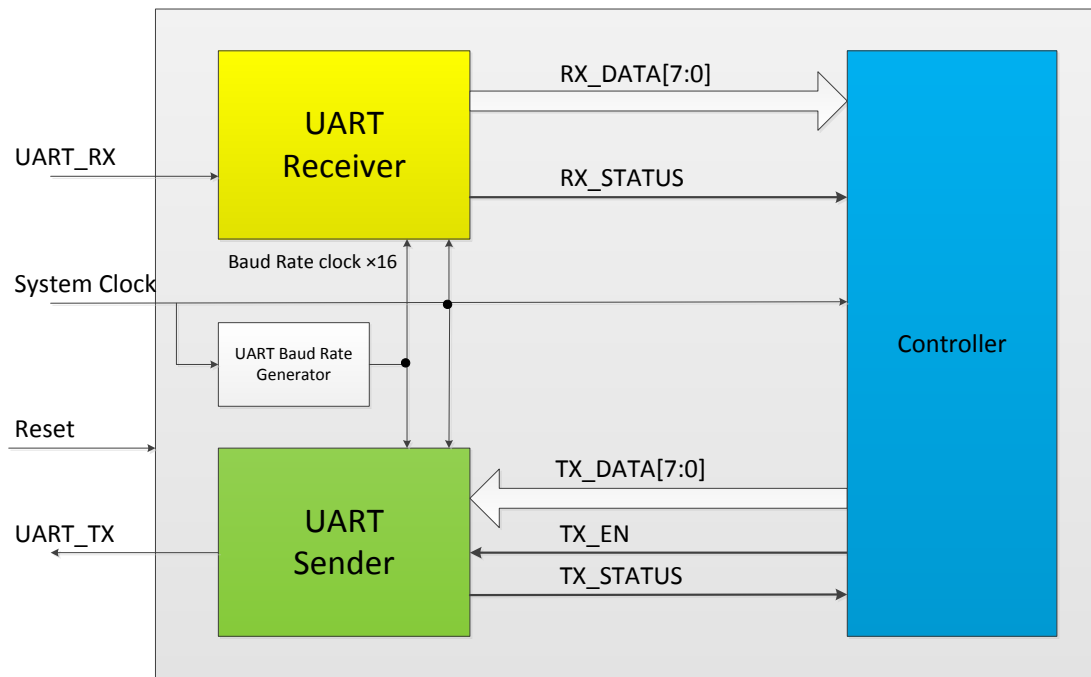 RX_DATA[7:0]
UART
Receiver
UART_RX
RX_STATUS
Baud Rate clock ×16
System Clock
UART Baud Rate
Generator
Controller
Reset
TX_DATA[7:0]
UART
Sender
UART_TX
TX_EN
TX_STATUS